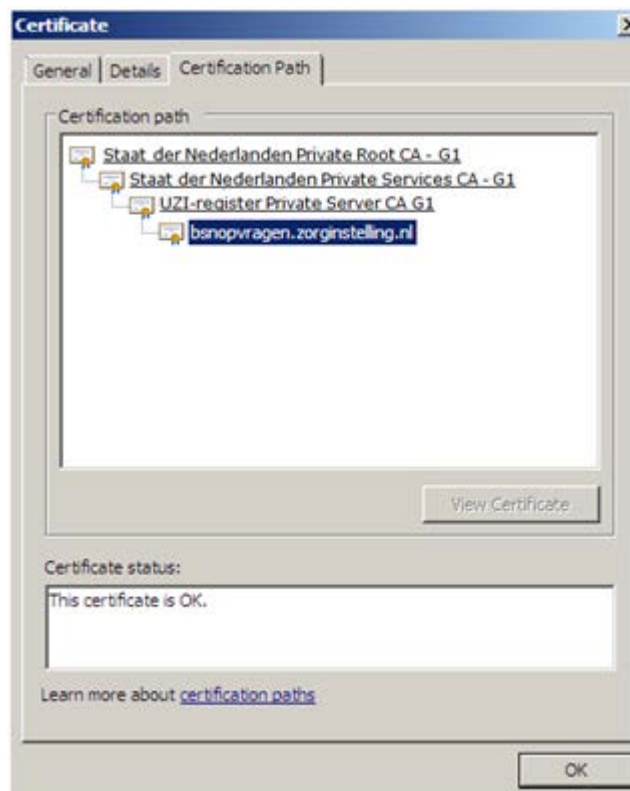 Certificate
General
Details
Certification Path
Certification path
Staat der Nederlanden Private Root CA - G1
Staat der Nederlanden Private Services CA - G1
UZI-register Private Server CA G1
bsnopvragen.zorginstelling.nl
View Certificate
Certificate status:
This certificate is OK.
Learn more about certification paths
OK